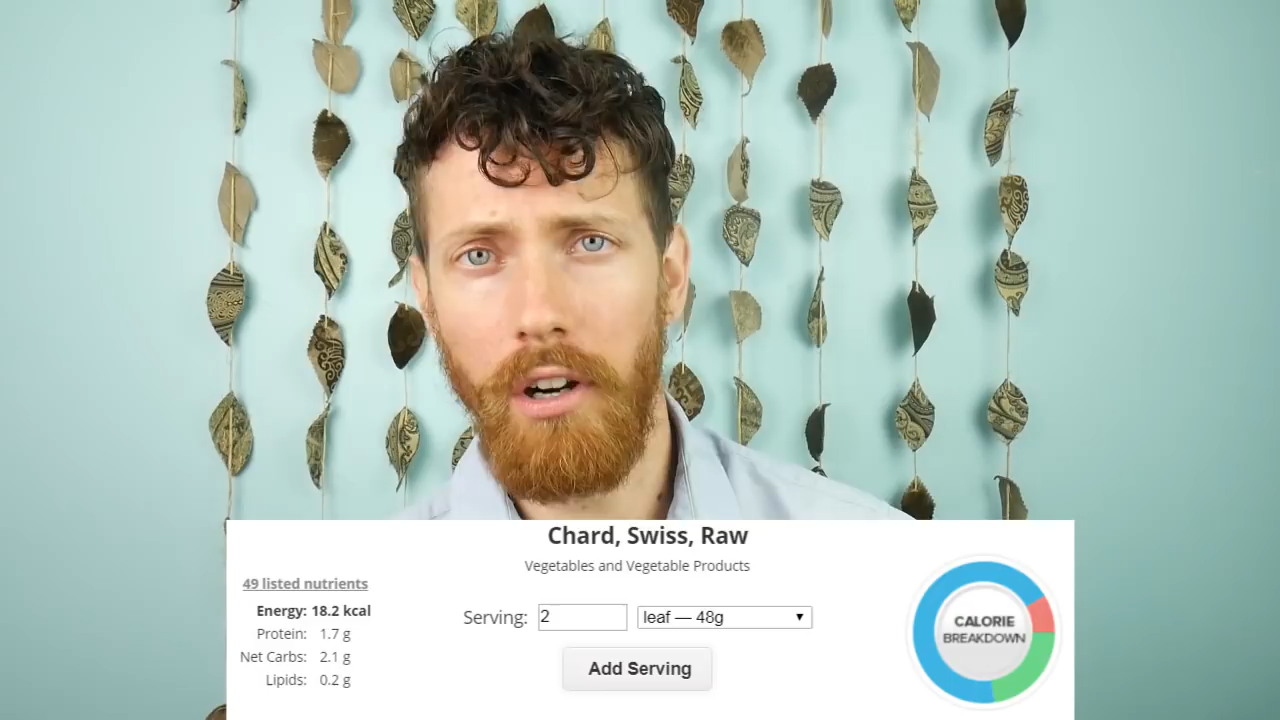 Chard, Swiss, Raw
Vegetables and Vegetable Products
49 listed nutrients
Energy: 18.2 kcal
Protein: 1.7 g
Net Carbs: 2.1 g
Lipids: 0.2 g
Serving: 2 leaf — 48g ▼
Add Serving
CALORIE
BREAKDOWN